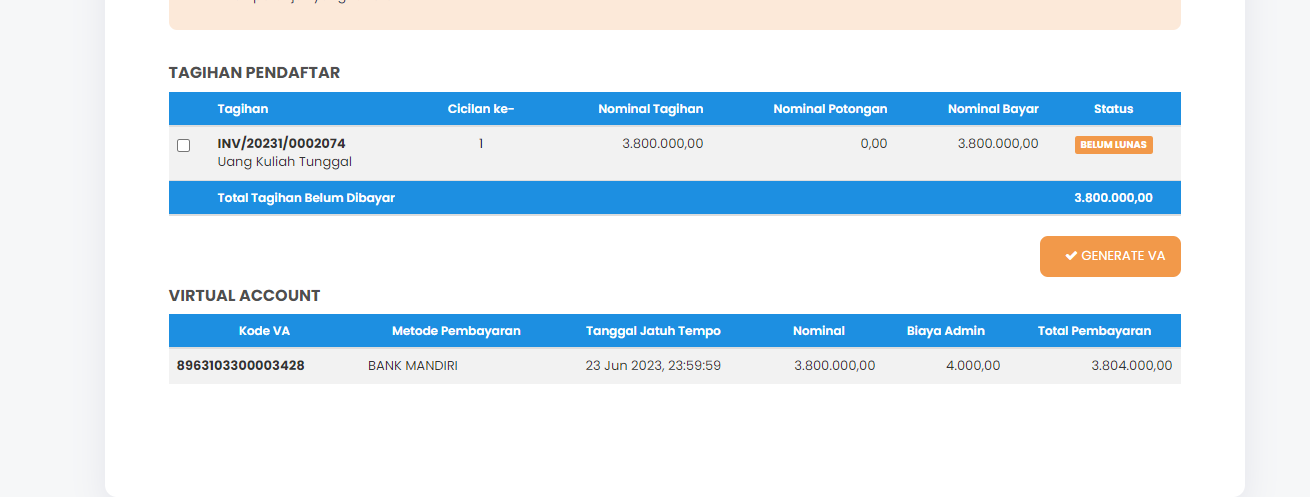 TAGIHAN PENDAFTAR
Tagihan Cicilan ke- Nominal Tagihan Nominal Potongan Nominal Bayar Status
INV/20231/0002074 1 3.800.000,00 0,00 3.800.000,00 BELUM LUNAS
Uang Kuliah Tunggal
Total Tagihan Belum Dibayar 3.800.000,00
GENERATE VA
VIRTUAL ACCOUNT
Kode VA Metode Pembayaran Tanggal Jatuh Tempo Nominal Biaya Admin Total Pembayaran
8963103300003428 BANK MANDIRI 23 Jun 2023, 23:59:59 3.800.000,00 4.000,00 3.804.000,00